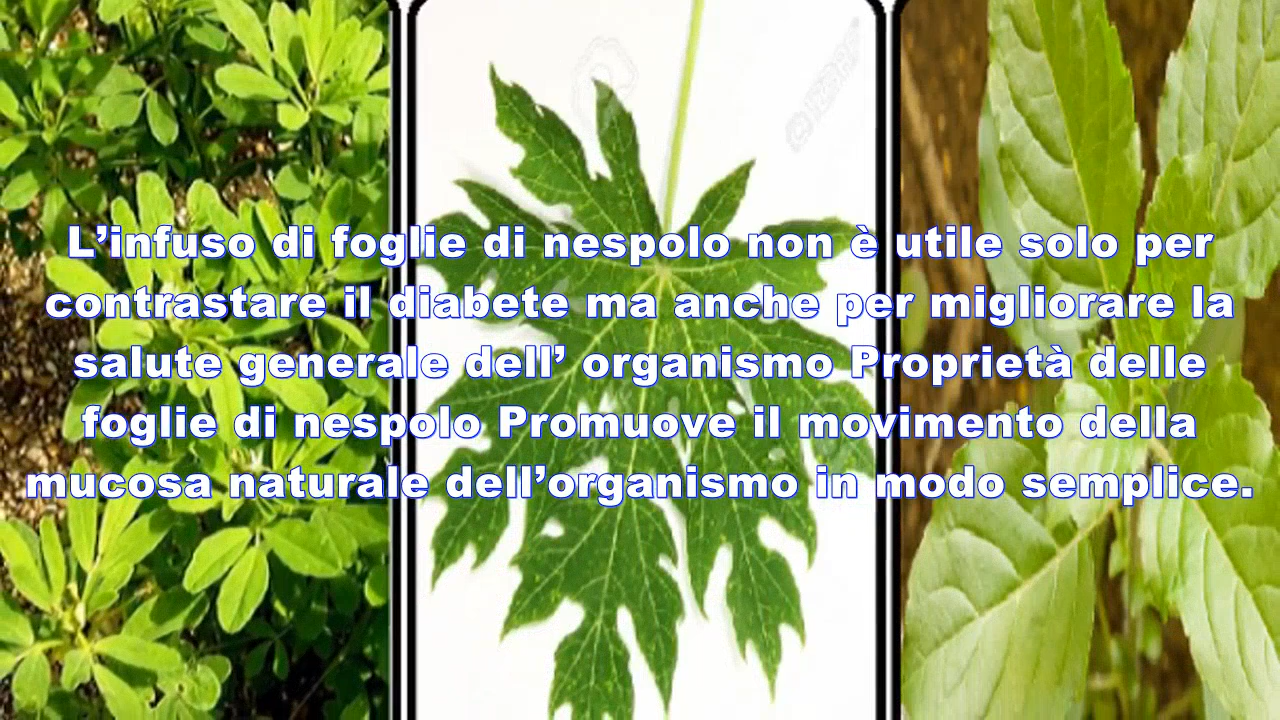 L’infuso di foglie di nespolo non è utile solo per
contrastare il diabete ma anche per migliorare la
salute generale dell’ organismo Proprietà delle
foglie di nespolo Promuove il movimento della
mucosa naturale dell’organismo in modo semplice.